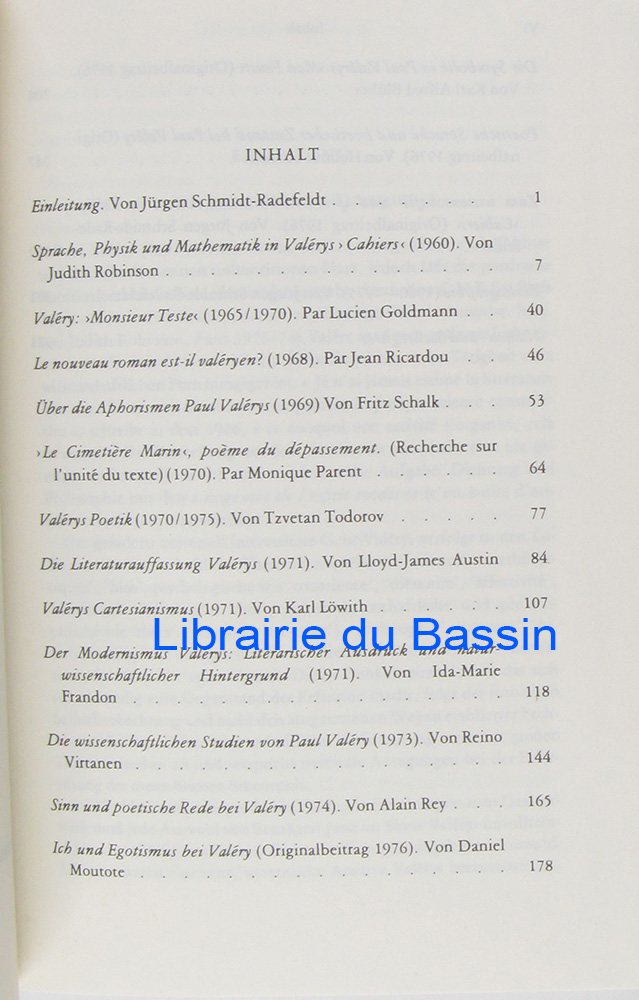 INHALT
Einleitung. Von Jürgen Schmidt-Radefeldt . . . . . . . 1
Sprache, Physik und Mathematik in Valérys › Cahiers ‹ (1960). Von
Judith Robinson . . . . . . . . . . . . 7
Valéry: ›Monsieur Teste‹ (1965/1970). Par Lucien Goldmann . . 40
Le nouveau roman est-il valéryen? (1968). Par Jean Ricardou . . 46
Über die Aphorismen Paul Valérys (1969) Von Fritz Schalk . . . 53
›Le Cimetière Marin‹, poème du dépassement. (Recherche sur
l'unité du texte) (1970). Par Monique Parent . . . . . . 64
Valérys Poetik (1970/1975). Von Tzvetan Todorov . . . . . 77
Die Literaturauffassung Valérys (1971). Von Lloyd-James Austin 84
Valérys Cartesianismus (1971). Von Karl Löwith . . . . . . 107
Librairie du Bassin
Der Modernismus Valérys: Literarischer Ausdruck und natur-
wissenschaftlicher Hintergrund (1971). Von Ida-Marie
Frandon . . . . . . . . . . . . . . 118
Die wissenschaftlichen Studien von Paul Valéry (1973). Von Reino
Virtanen . . . . . . . . . . . . . . 144
Sinn und poetische Rede bei Valéry (1974). Von Alain Rey . . . 165
Ich und Egotismus bei Valéry (Originalbeitrag 1976). Von Daniel
Moutote . . . . . . . . . . . . . . 178